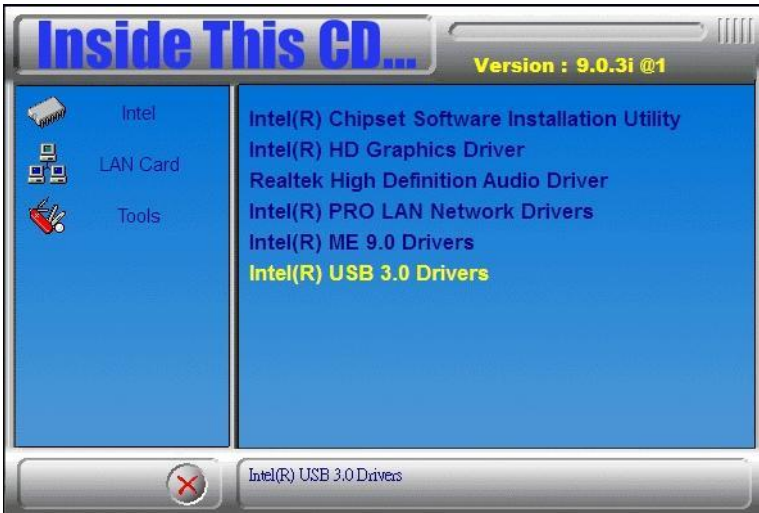 Inside This CD...
Version : 9.0.3i @1
Intel
LAN Card
Tools
Intel(R) Chipset Software Installation Utility
Intel(R) HD Graphics Driver
Realtek High Definition Audio Driver
Intel(R) PRO LAN Network Drivers
Intel(R) ME 9.0 Drivers
Intel(R) USB 3.0 Drivers
Intel(R) USB 3.0 Drivers